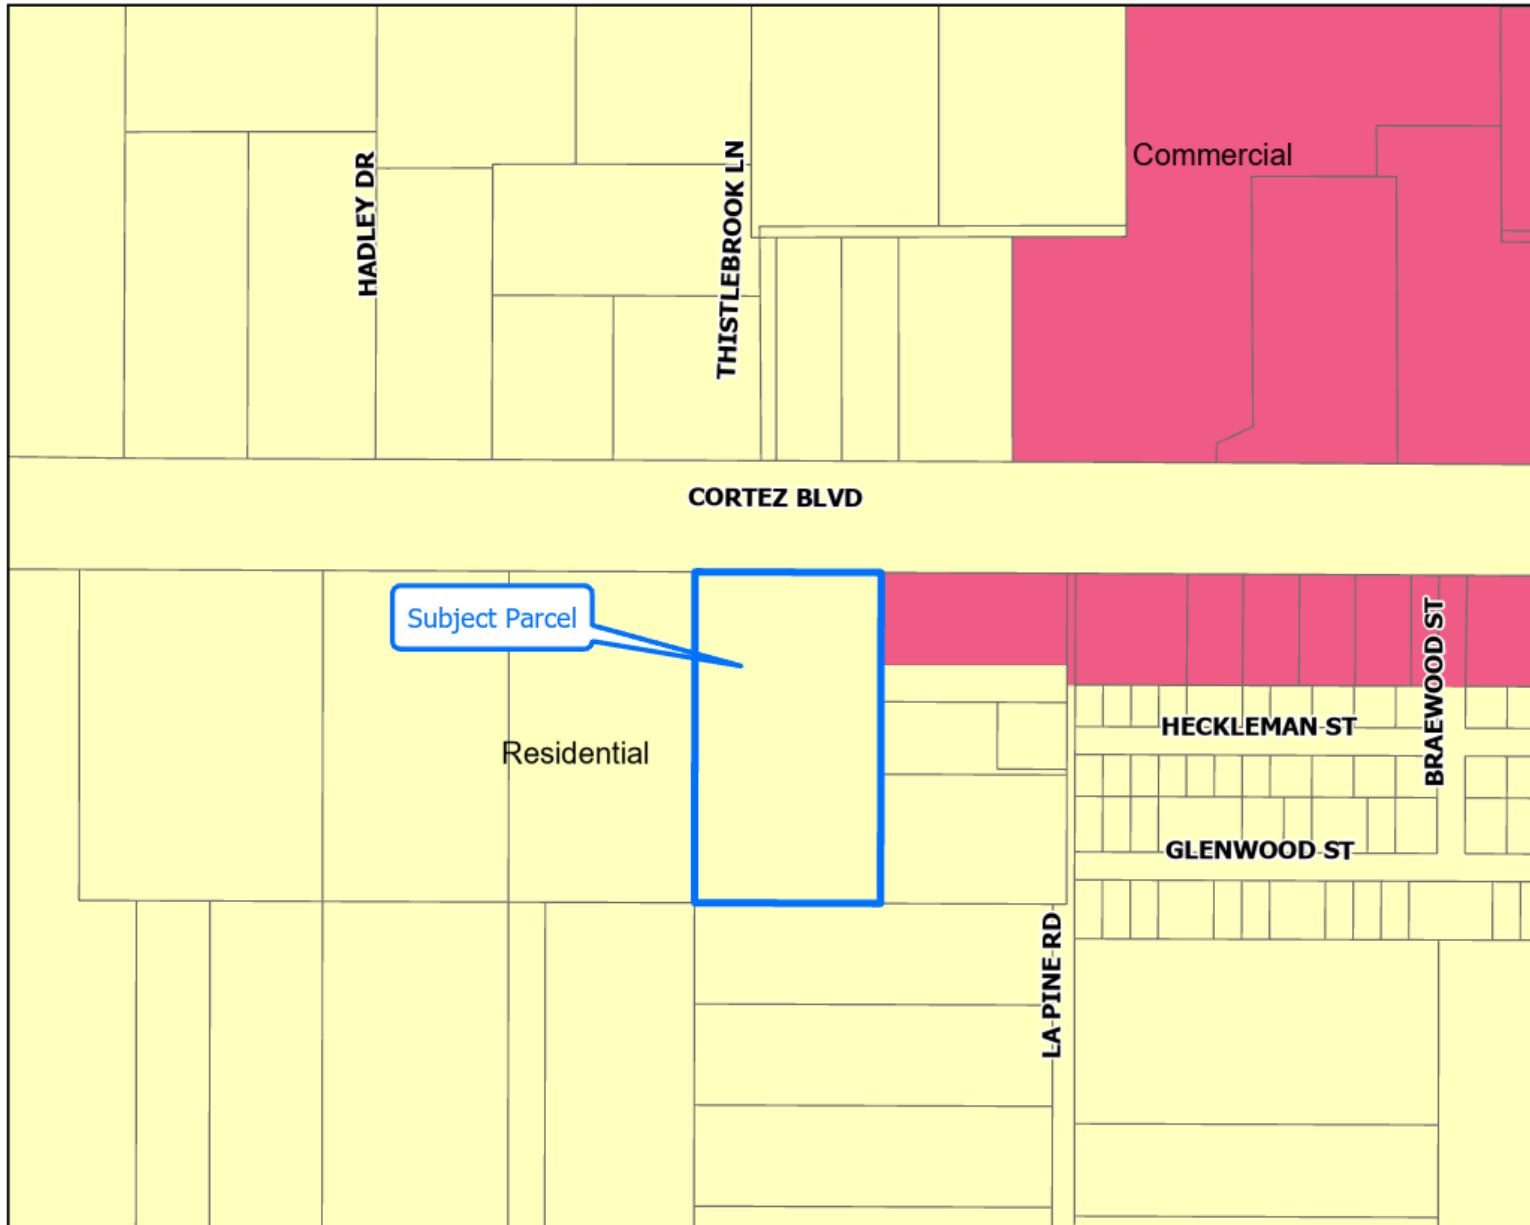 Commercial
HADLEY DR
THISTLEBROOK LN
CORTEZ BLVD
Subject Parcel
Residential
HECKLEMAN ST
BRAEWOOD ST
GLENWOOD ST
LA PINE RD